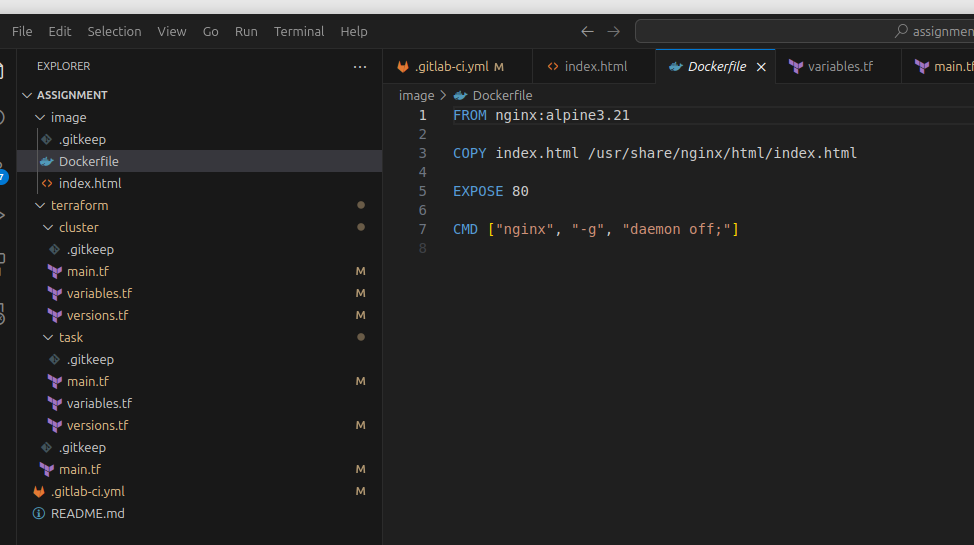 File Edit Selection View Go Run Terminal Help
assignmen
EXPLORER
ASSIGNMENT
image
.gitkeep
Dockerfile
index.html
terraform
cluster
.gitkeep
main.tf M
variables.tf M
versions.tf M
task
.gitkeep
main.tf M
variables.tf
versions.tf M
.gitkeep
main.tf M
.gitlab-ci.yml M
README.md
7
.gitlab-ci.yml M index.html Dockerfile variables.tf main.tf
image > Dockerfile
1 FROM nginx:alpine3.21
2
3 COPY index.html /usr/share/nginx/html/index.html
4
5 EXPOSE 80
6
7 CMD ["nginx", "-g", "daemon off;"]
8